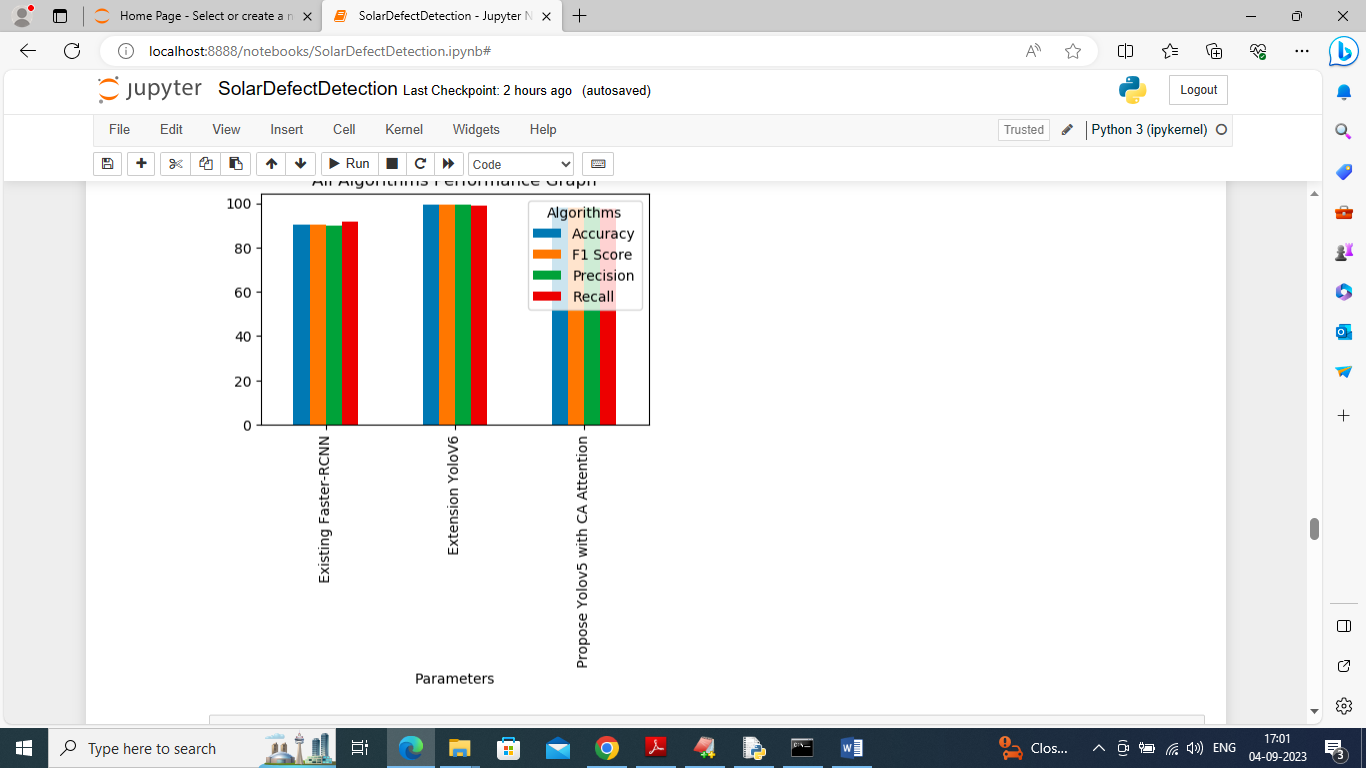 Home Page - Select or create a n
SolarDefectDetection - Jupyter N
localhost:8888/notebooks/SolarDefectDetection.ipynb#
jupyter SolarDefectDetection Last Checkpoint: 2 hours ago (autosaved)
Logout
File Edit View Insert Cell Kernel Widgets Help
Trusted Python 3 (ipykernel)
Run Code
All Algorithms Performance Graph
100
80
60
40
20
0
Algorithms
Accuracy
F1 Score
Precision
Recall
Existing Faster-RCNN
Extension YoloV6
Propose Yolov5 with CA Attention
Parameters
Type here to search
Clos...
ENG
17:01
04-09-2023
3